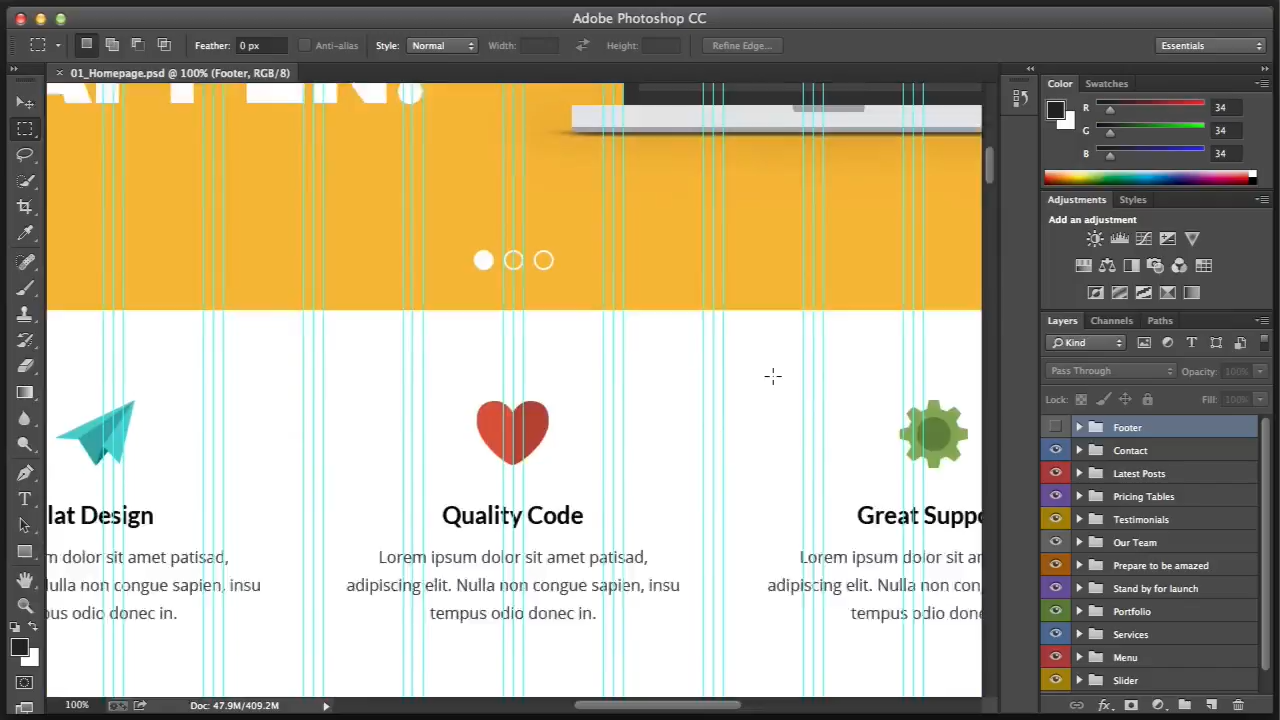 Adobe Photoshop CC
Feather: 0 px Anti-alias Style: Normal Width: Height: Refine Edge... Essentials
01_Homepage.psd @ 100% (Footer, RGB/8)
Color Swatches
R 34
G 34
B 34
Adjustments Styles
Add an adjustment
Layers Channels Paths
Kind
Pass Through Opacity: 100%
Lock: Fill: 100%
Footer
Contact
Latest Posts
Pricing Tables
Testimonials
Our Team
Prepare to be amazed
Stand by for launch
Portfolio
Services
Menu
Slider
lat Design
m dolor sit amet patisad,
ulla non congue sapien, insu
pus odio donec in.
Quality Code
Lorem ipsum dolor sit amet patisad,
adipiscing elit. Nulla non congue sapien, insu
tempus odio donec in.
Great Suppo
Lorem ipsum dolor sit am
adipiscing elit. Nulla non con
tempus odio done
100% Doc: 47.9M/409.2M